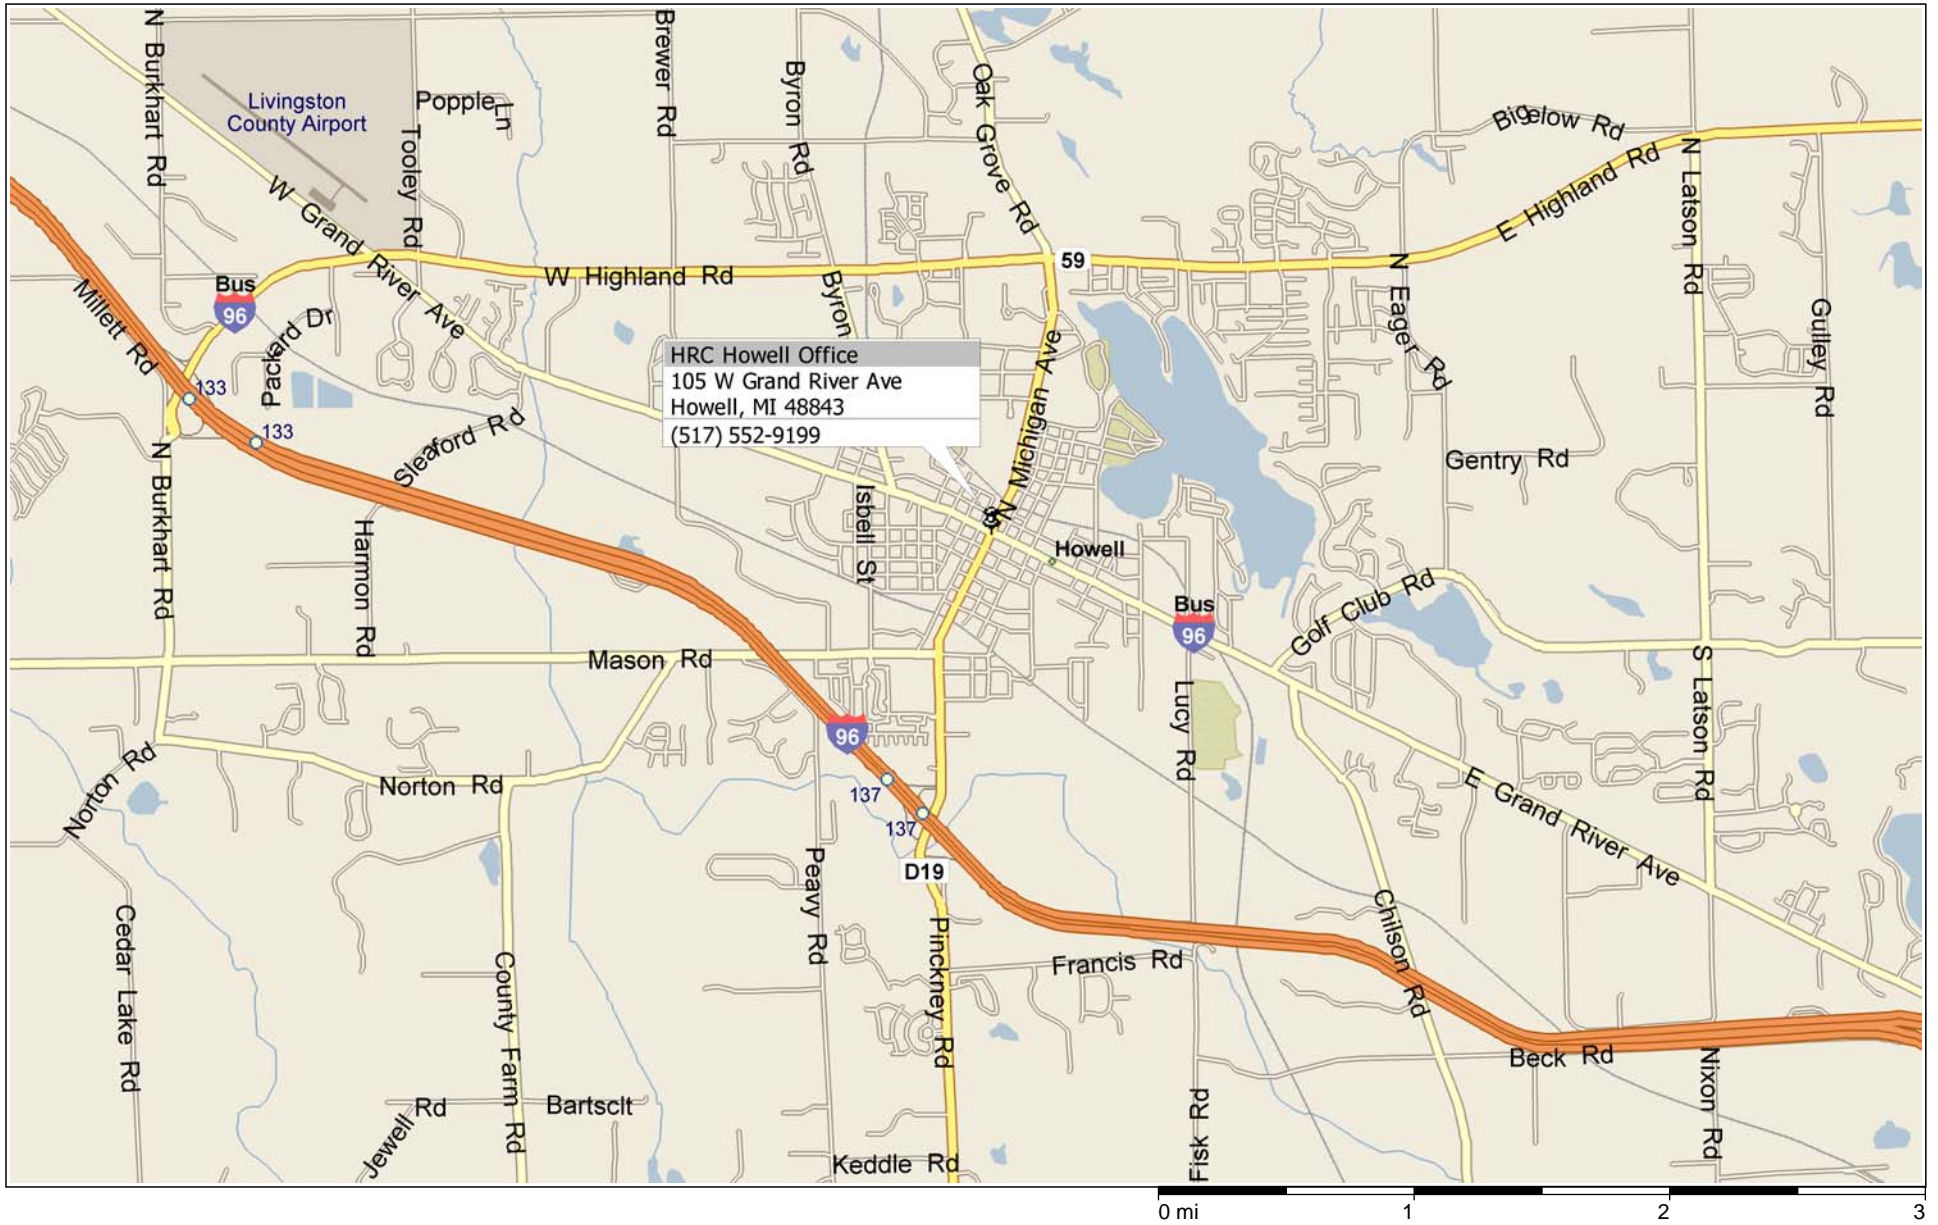 N Burkhart Rd
Livingston
County Airport
Popple Ln
Tooley Rd
Brewer Rd
Byron Rd
Oak Grove Rd
Bigelow Rd
E Highland Rd
N Latson Rd
W Grand River Ave
W Highland Rd
59
N Eager Rd
Gulley Rd
Bus
96
Millett Rd
Packard Dr
Byron
133
133
HRC Howell Office
105 W Grand River Ave
Howell, MI 48843
(517) 552-9199
N Michigan Ave
Sleaford Rd
Gentry Rd
N Burkhart Rd
Harmon Rd
Isbell St
Howell
Bus
96
Golf Club Rd
Mason Rd
S Latson Rd
Lucy Rd
96
Norton Rd
Norton Rd
137
137
E Grand River Ave
D19
Peavy Rd
Cedar Lake Rd
County Farm Rd
Pinckney Rd
Francis Rd
Chilson Rd
Beck Rd
Nixon Rd
Jewell Rd
Bartsclt
Keddle Rd
Fisk Rd
0 mi 1 2 3